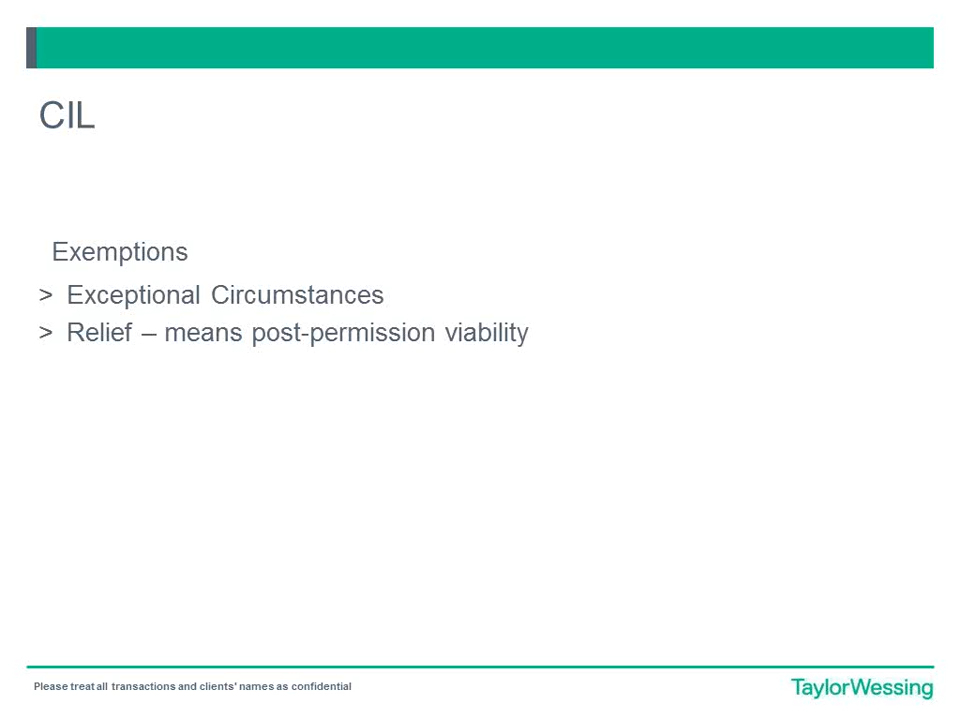 CIL
Exemptions
> Exceptional Circumstances
> Relief – means post-permission viability
Please treat all transactions and clients' names as confidential
TaylorWessing